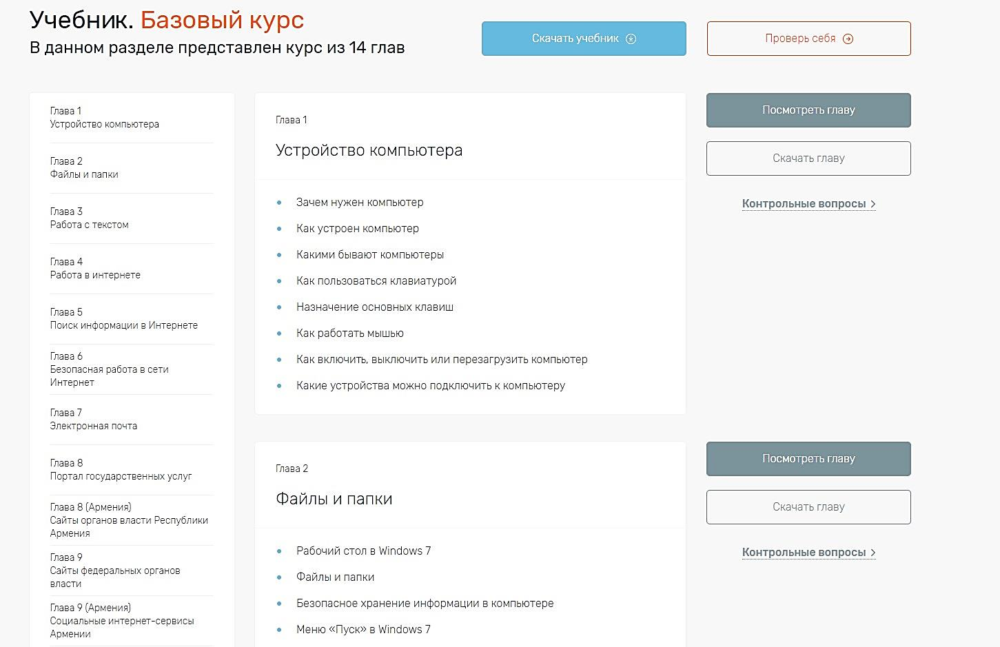 Учебник. Базовый курс
В данном разделе представлен курс из 14 глав
Скачать учебник
Проверь себя
Глава 1
Устройство компьютера
Глава 2
Файлы и папки
Глава 3
Работа с текстом
Глава 4
Работа в интернете
Глава 5
Поиск информации в Интернете
Глава 6
Безопасная работа в сети
Интернет
Глава 7
Электронная почта
Глава 8
Портал государственных услуг
Глава 8 (Армения)
Сайты органов власти Республики
Армения
Глава 9
Сайты федеральных органов
власти
Глава 9 (Армения)
Социальные интернет-сервисы
Армении
Глава 1
Устройство компьютера
Зачем нужен компьютер
Как устроен компьютер
Какими бывают компьютеры
Как пользоваться клавиатурой
Назначение основных клавиш
Как работать мышью
Как включить, выключить или перезагрузить компьютер
Какие устройства можно подключить к компьютеру
Посмотреть главу
Скачать главу
Контрольные вопросы
Глава 2
Файлы и папки
Рабочий стол в Windows 7
Файлы и папки
Безопасное хранение информации в компьютере
Меню «Пуск» в Windows 7
Посмотреть главу
Скачать главу
Контрольные вопросы